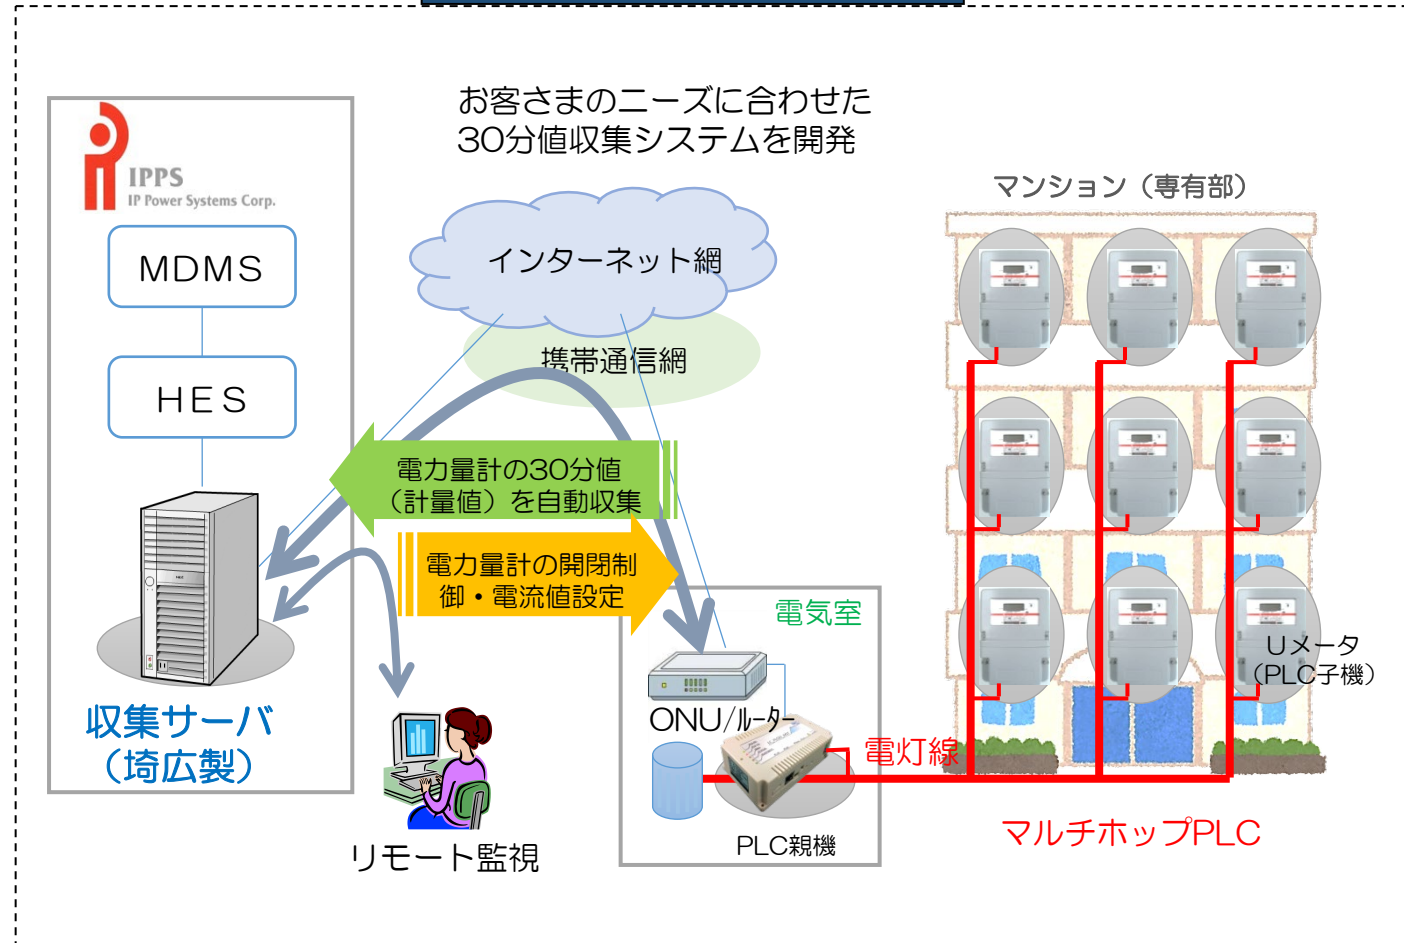 お客さまのニーズに合わせた
30分値収集システムを開発
IPPS
IP Power Systems Corp.
MDMS
HES
収集サーバ
（埼広製）
インターネット網
携帯通信網
電力量計の30分値
（計量値）を自動収集
電力量計の開閉制
御・電流値設定
リモート監視
電気室
ONU/ルーター
PLC親機
電灯線
マンション（専有部）
Uメータ
（PLC子機）
マルチホップPLC